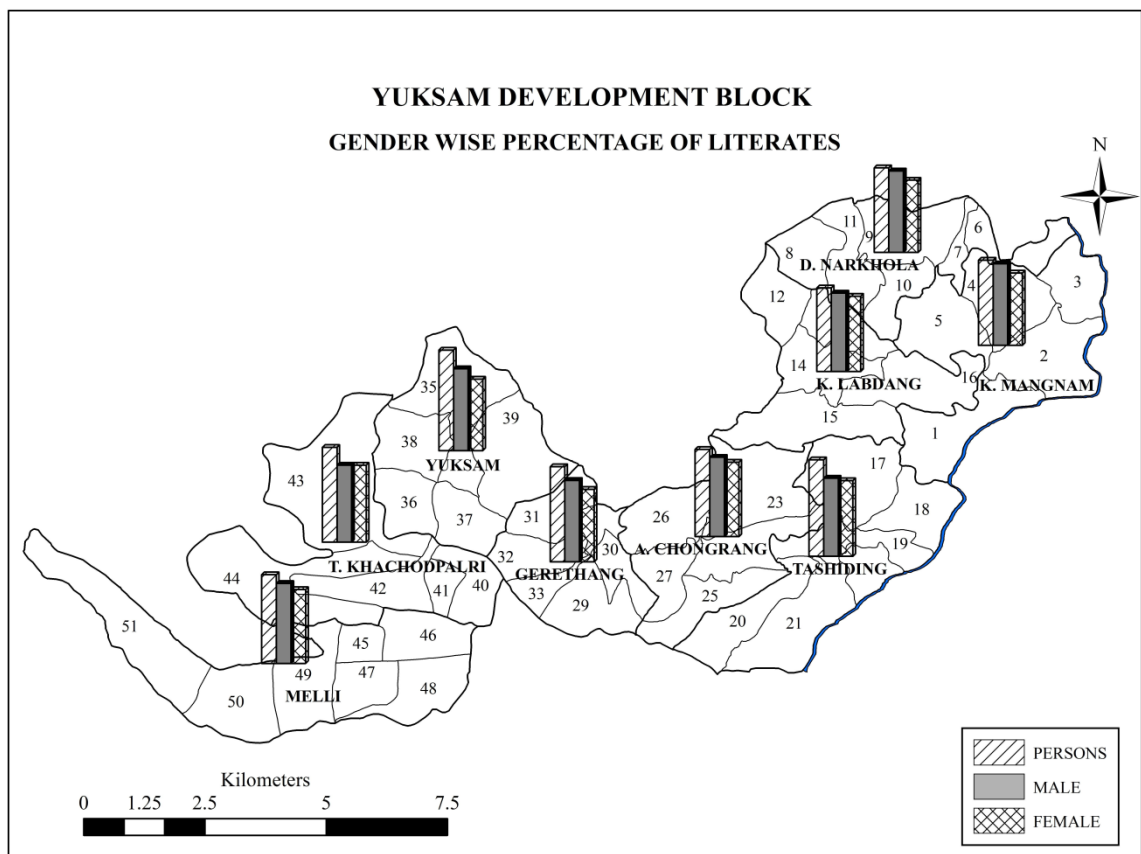 YUKSAM DEVELOPMENT BLOCK
GENDER WISE PERCENTAGE OF LITERATES
N
11
6
9
8
7
3
D. NARKHOLA
10
4
12
5
2
14
16
K. LABDANG
K. MANGNAM
35
39
15
1
38
YUKSAM
17
43
36
23
37
31
26
18
30
A. CHONGRANG
19
32
T. KHACHODPALRI
GERETHANG
TASHIDING
44
42
41
40
33
27
29
25
51
20
21
45
46
49
47
MELLI
48
50
PERSONS
MALE
FEMALE
Kilometers
0 1.25 2.5 5 7.5